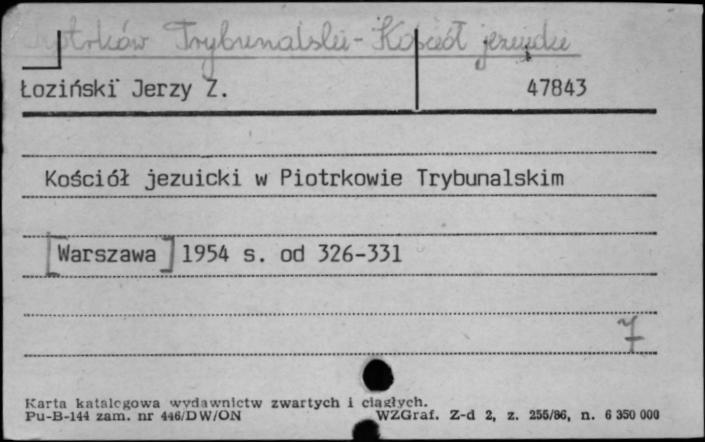 Piotrków Trybunalski - Kościół jezuicki
Łoziński Jerzy Z.
47843
Kościół jezuicki w Piotrkowie Trybunalskim
[Warszawa] 1954 s. od 326-331
7
Karta katalogowa wydawnictw zwartych i ciągłych.
Pu-B-144 zam. nr 446/DW/ON
WZGraf. Z-d 2, z. 255/86, n. 6 350 000